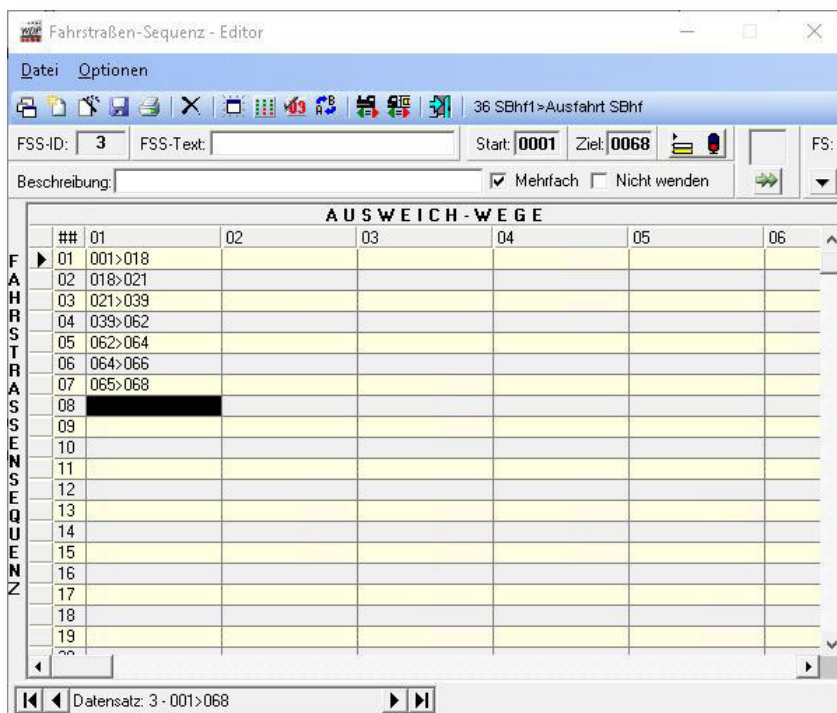 Fahrstraßen-Sequenz - Editor
Datei Optionen
36 SBhf1>Ausfahrt SBhf
FSS-ID: 3 FSS-Text: Start: 0001 Ziel: 0068 FS:
Beschreibung: Mehrfach Nicht wenden
AUSWEICH-WEGE
## 01 02 03 04 05 06
01 001>018
02 018>021
03 021>039
04 039>062
05 062>064
06 064>066
07 065>068
08
09
10
11
12
13
14
15
16
17
18
19
20
FAHRSTRASSENSEQUENZ
Datensatz: 3 - 001>068